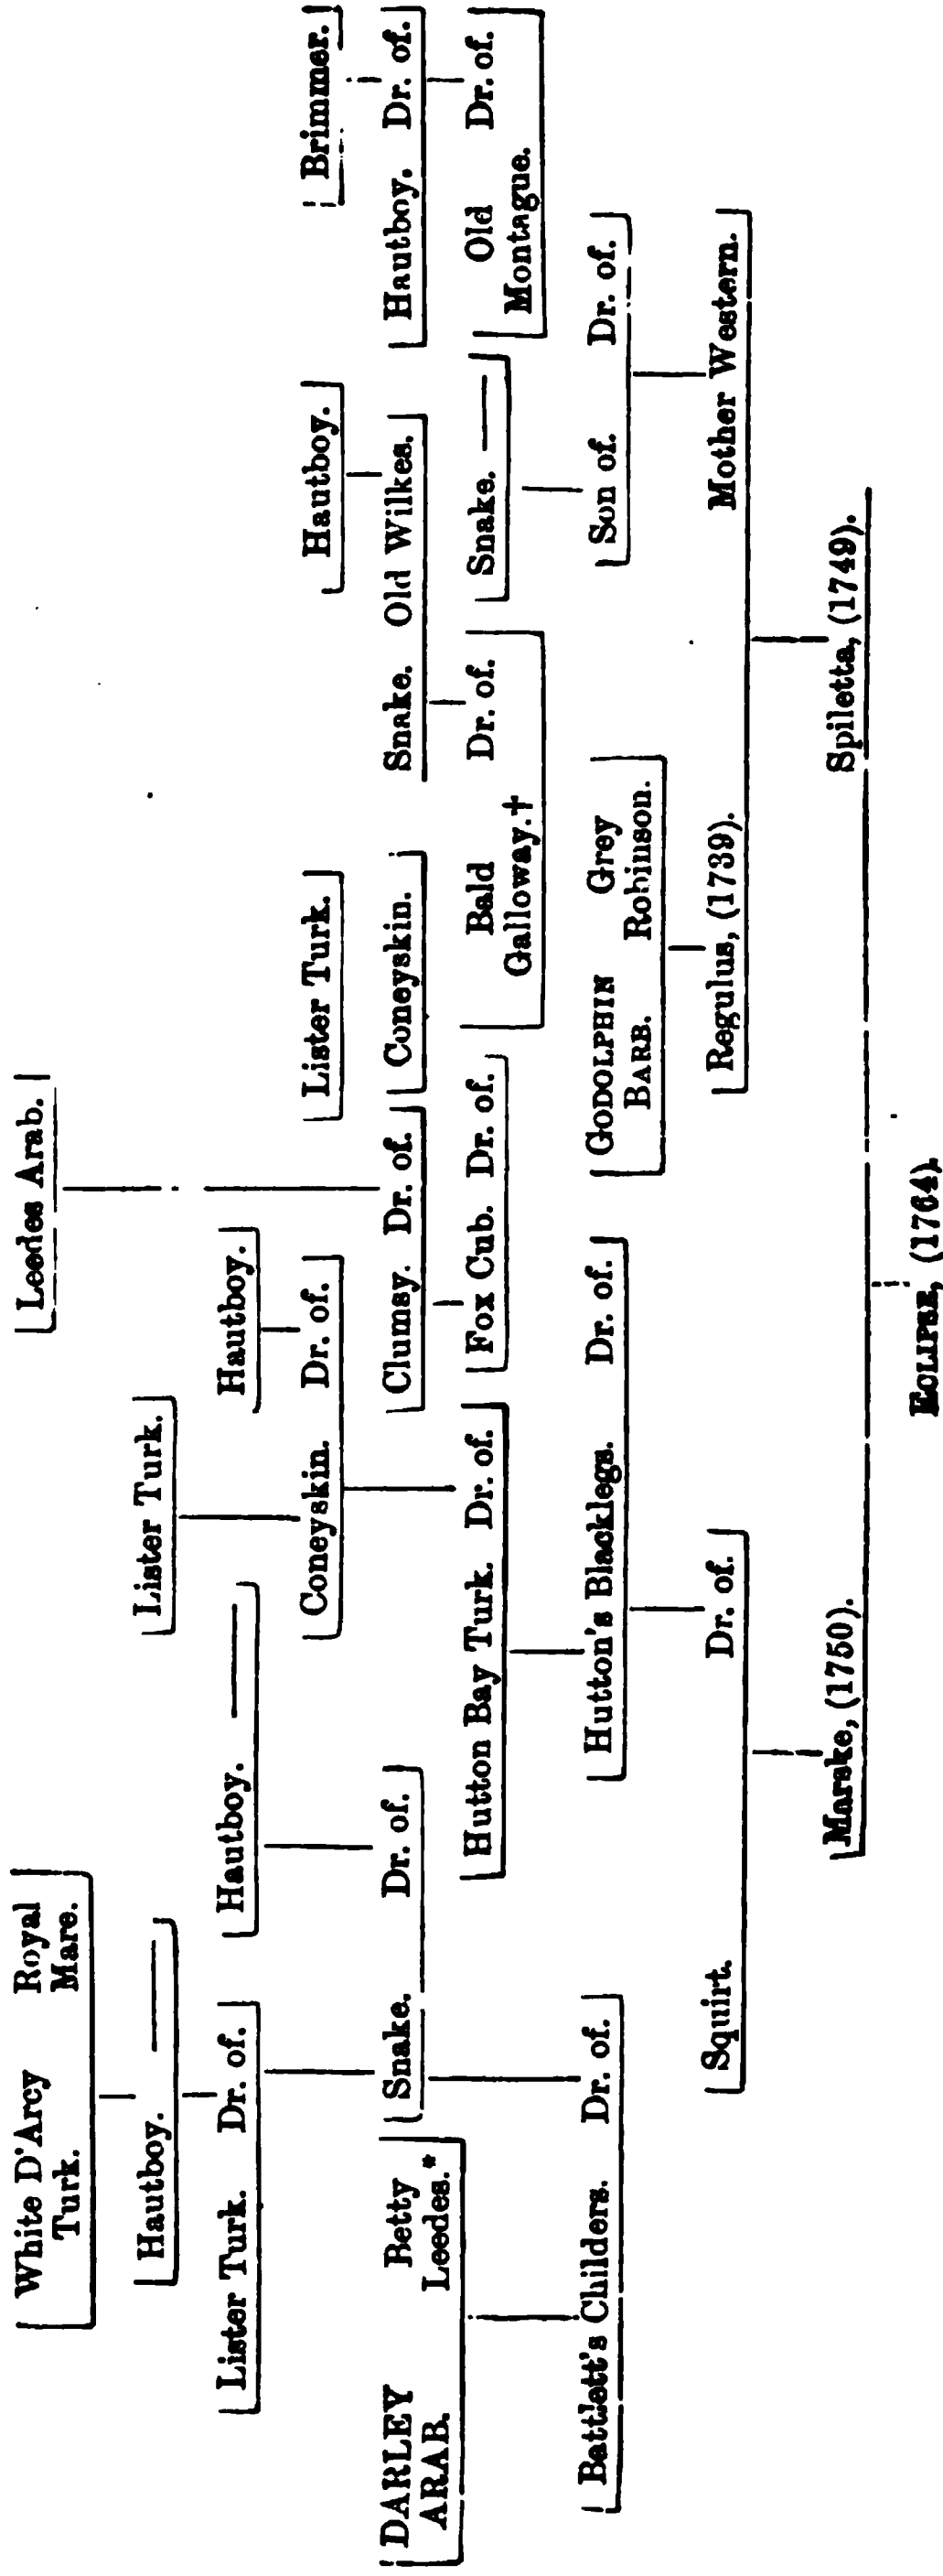 White D'Arcy Royal
Turk. Mare.
Leedes Arab.
Hautboy.
Lister Turk.
Lister Turk. Dr. of.
Hautboy.
Hautboy.
Coneyskin. Dr. of.
Lister Turk.
Hautboy.
Brimmer.
DARLEY Betty
ARAB. Leedes.*
Snake. Dr. of.
Clumsy. Dr. of.
Coneyskin.
Snake. Old Wilkes.
Hautboy. Dr. of.
Hutton Bay Turk. Dr. of.
Fox Cub. Dr. of.
Bald Dr. of.
Galloway.†
Snake.
Old Dr. of.
Montague.
Battlett's Childers. Dr. of.
Hutton's Blacklegs. Dr. of.
GODOLPHIN Grey
BARB. Robinson.
Son of. Dr. of.
Squirt. Dr. of.
Regulus, (1739). Mother Western.
Marske, (1750). Spiletta, (1749).
ECLIPSE, (1764).